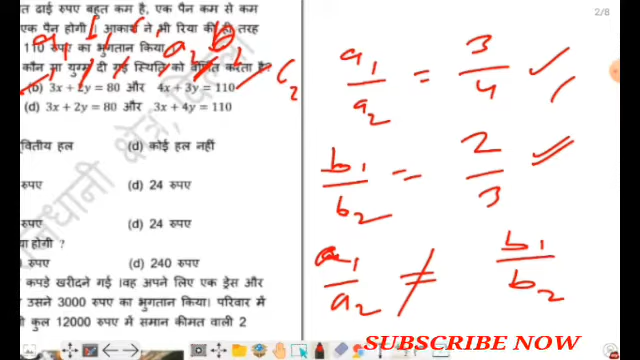 त ढाई रुपए बहुत कम है, एक पैन कम से कम
एक पैन होगी। आकाश ने भी रिया की ही तरह
110 रुपए का भुगतान किया
कौन सा युग्म दी गई स्थिति को वर्णित करता है?
(b) 3x + 2y = 80 और 4x + 3y = 110
(d) 3x + 2y = 80 और 3x + 4y = 110
द्वितीय हल (d) कोई हल नहीं
रुपए (d) 24 रुपए
रुपए (d) 24 रुपए
या होगी ?
रुपए (d) 240 रुपए
कपड़े खरीदने गई।वह अपने लिए एक ड्रेस और
उसने 3000 रुपए का भुगतान किया। परिवार में
कुल 12000 रुपए में समान कीमत वाली 2
2/8
a₁/a₂ = 3/4
b₁/b₂ = 2/3
a₁/a₂ ≠ b₁/b₂
SUBSCRIBE NOW